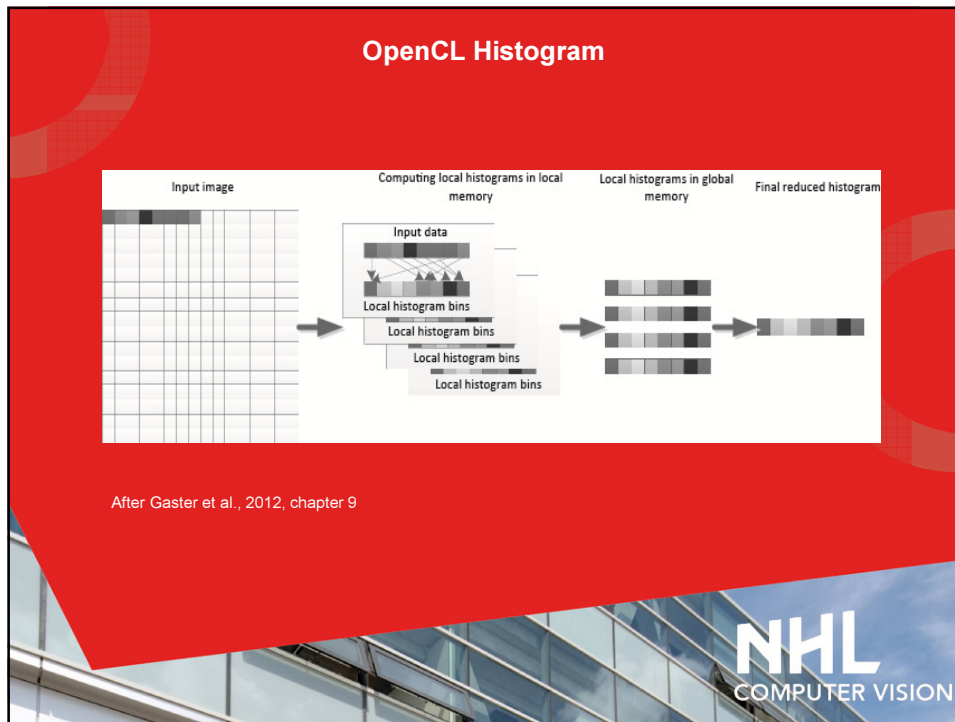 OpenCL Histogram
Input image
Computing local histograms in local
memory
Local histograms in global
memory
Final reduced histogram
Input data
Local histogram bins
Local histogram bins
Local histogram bins
Local histogram bins
After Gaster et al., 2012, chapter 9
NHL
COMPUTER VISION